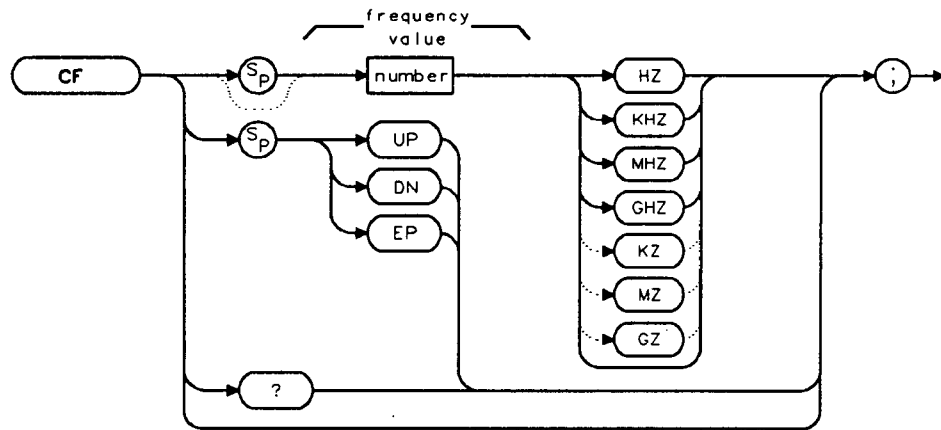 frequency
value
CF
Sp
number
HZ
;
KHZ
Sp
UP
MHZ
DN
GHZ
EP
KZ
MZ
GZ
?